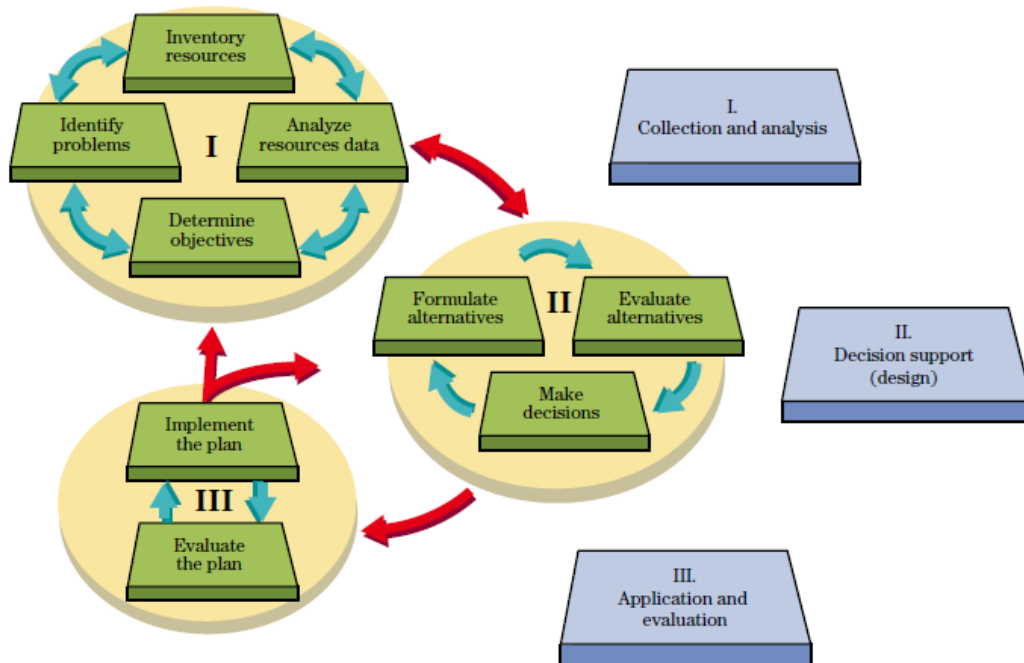 Inventory
resources
Identify
problems
I
Analyze
resources data
Determine
objectives
I.
Collection and analysis
Formulate
alternatives
II
Evaluate
alternatives
Make
decisions
II.
Decision support
(design)
Implement
the plan
III
Evaluate
the plan
III.
Application and
evaluation